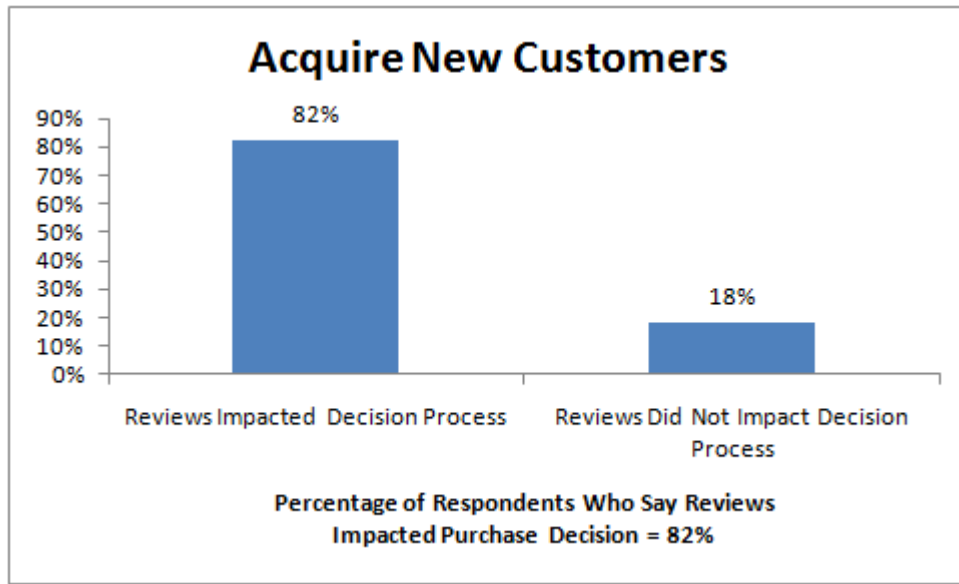 Acquire New Customers
90%
80%
70%
60%
50%
40%
30%
20%
10%
0%
82%
18%
Reviews Impacted Decision Process
Reviews Did Not Impact Decision
Process
Percentage of Respondents Who Say Reviews
Impacted Purchase Decision = 82%